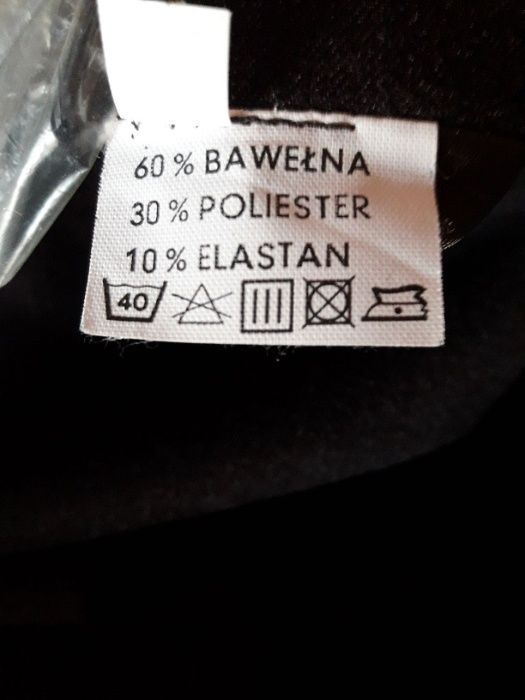 60 % BAWEŁNA
30 % POLIESTER
10 % ELASTAN
40